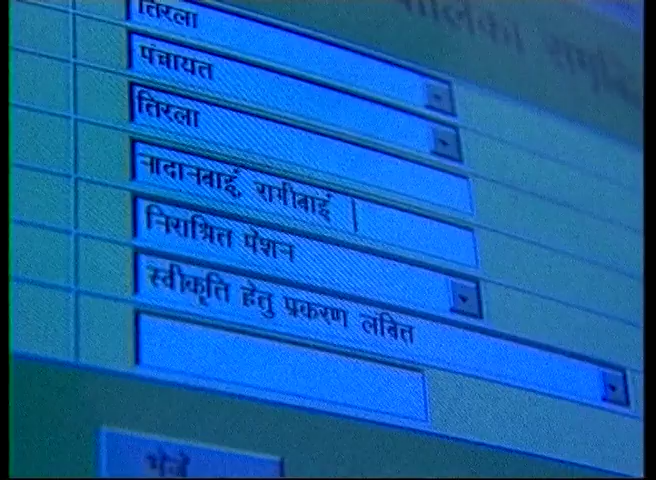 तिरला
पंचायत
तिरला
नादानबाई, रामीबाई
निराश्रित पेंशन
स्वीकृति हेतु प्रकरण लंबित
भेजें